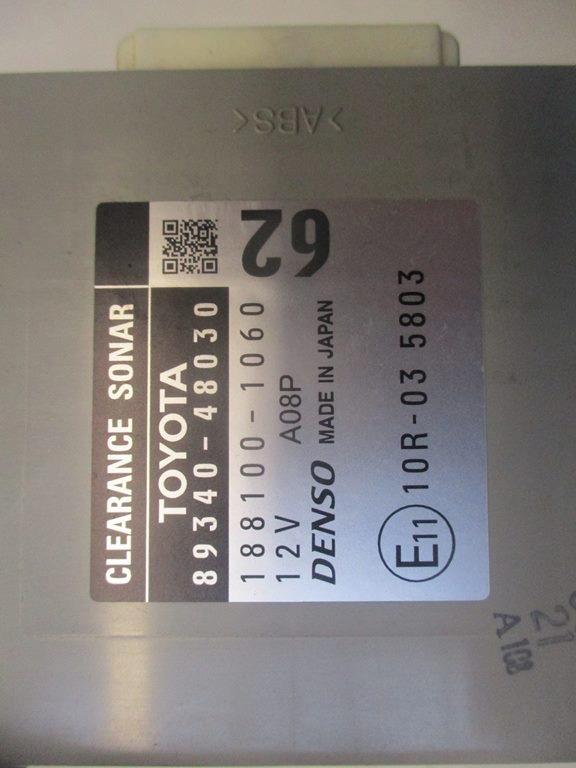 >ABS<
CLEARANCE SONAR
TOYOTA
89340-48030
62
188100-1060
12V A08P
DENSO MADE IN JAPAN
E11 10R-03 5803
21